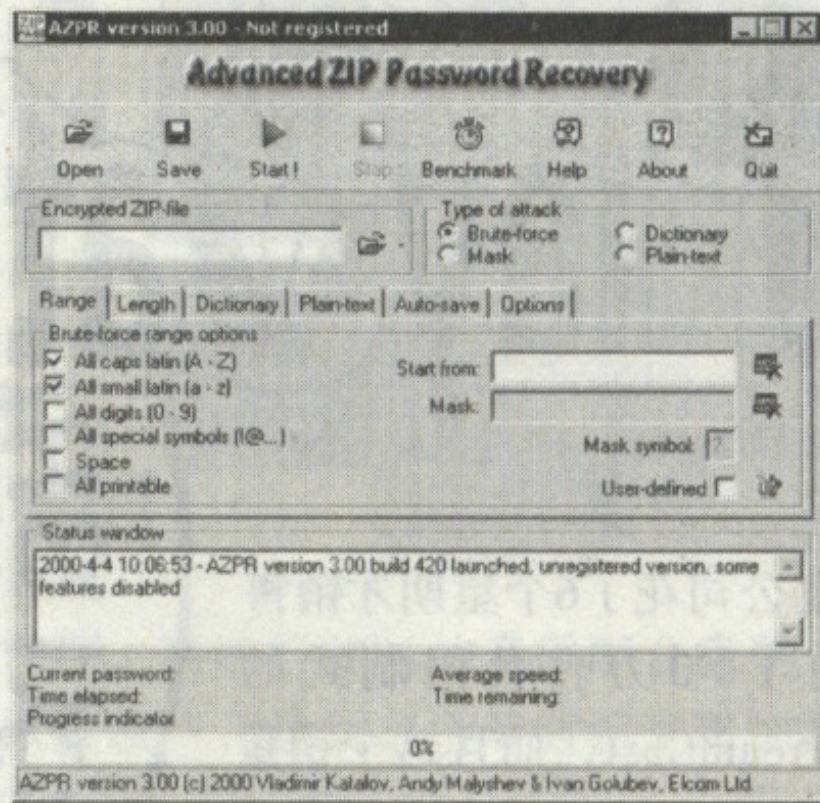 AZPR version 3.00 - Not registered
Advanced ZIP Password Recovery
Open Save Start! Stop Benchmark Help About Quit
Encrypted ZIP-file
Type of attack
Brute-force Dictionary
Mask Plain-text
Range Length Dictionary Plain-text Auto-save Options
Brute-force range options
All caps latin (A - Z)
Start from:
All small latin (a - z)
Mask:
All digits (0 - 9)
All special symbols (!@...)
Mask symbol: ?
Space
All printable
User-defined
Status window
2000-4-4 10:06:53 - AZPR version 3.00 build 420 launched, unregistered version, some
features disabled
Current password:
Average speed:
Time elapsed:
Time remaining:
Progress indicator
0%
AZPR version 3.00 (c) 2000 Vladimir Katalov, Andy Malyshev & Ivan Golubev, Elcom Ltd.